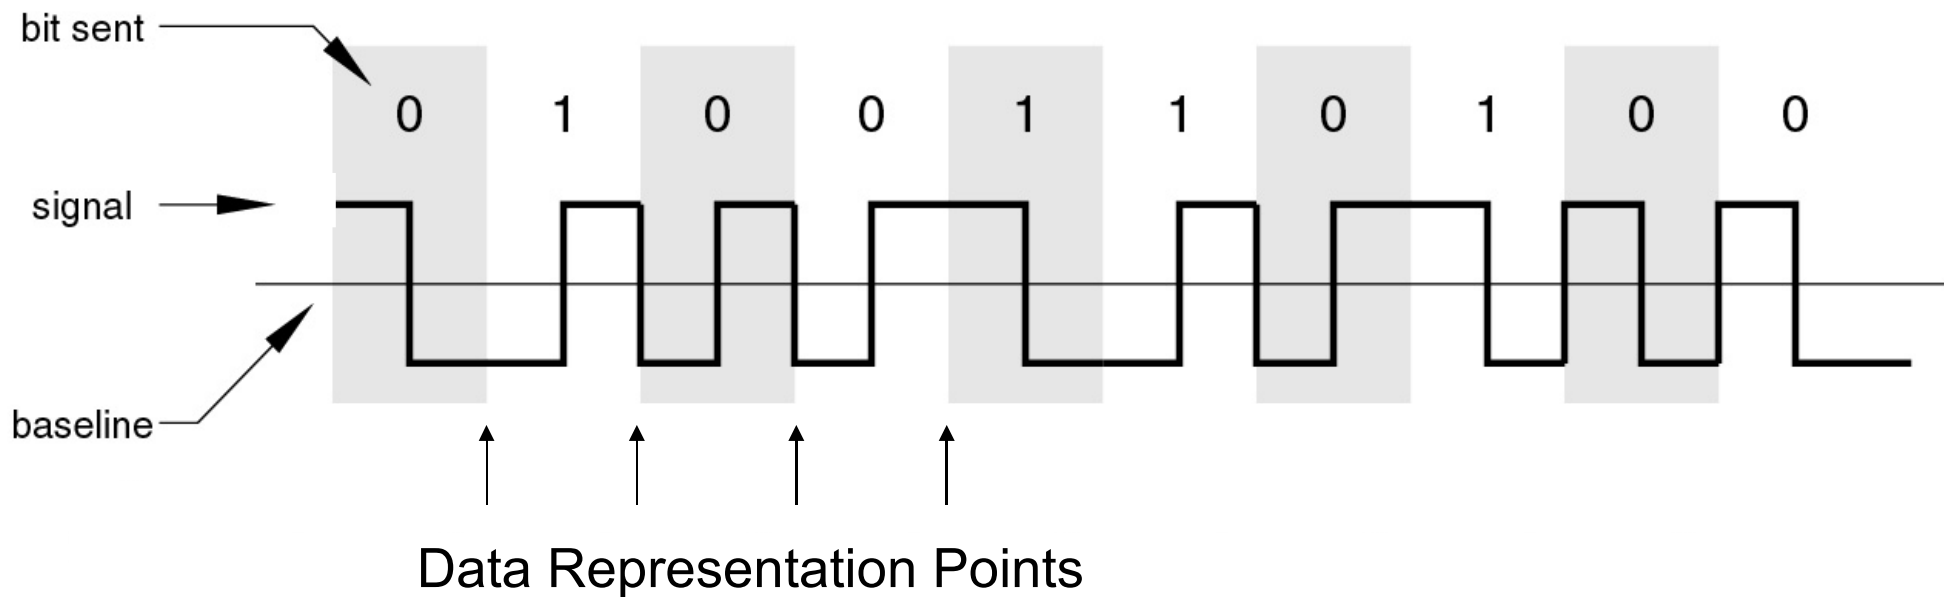 bit sent
0 1 0 0 1 1 0 1 0 0
signal
baseline
Data Representation Points